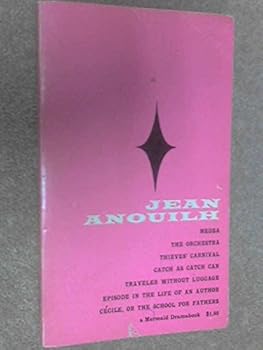 JEAN
ANOUILH
MEDEA
THE ORCHESTRA
THIEVES' CARNIVAL
CATCH AS CATCH CAN
TRAVELER WITHOUT LUGGAGE
EPISODE IN THE LIFE OF AN AUTHOR
CÉCILE, OR THE SCHOOL FOR FATHERS
a Mermaid Dramabook $1.95